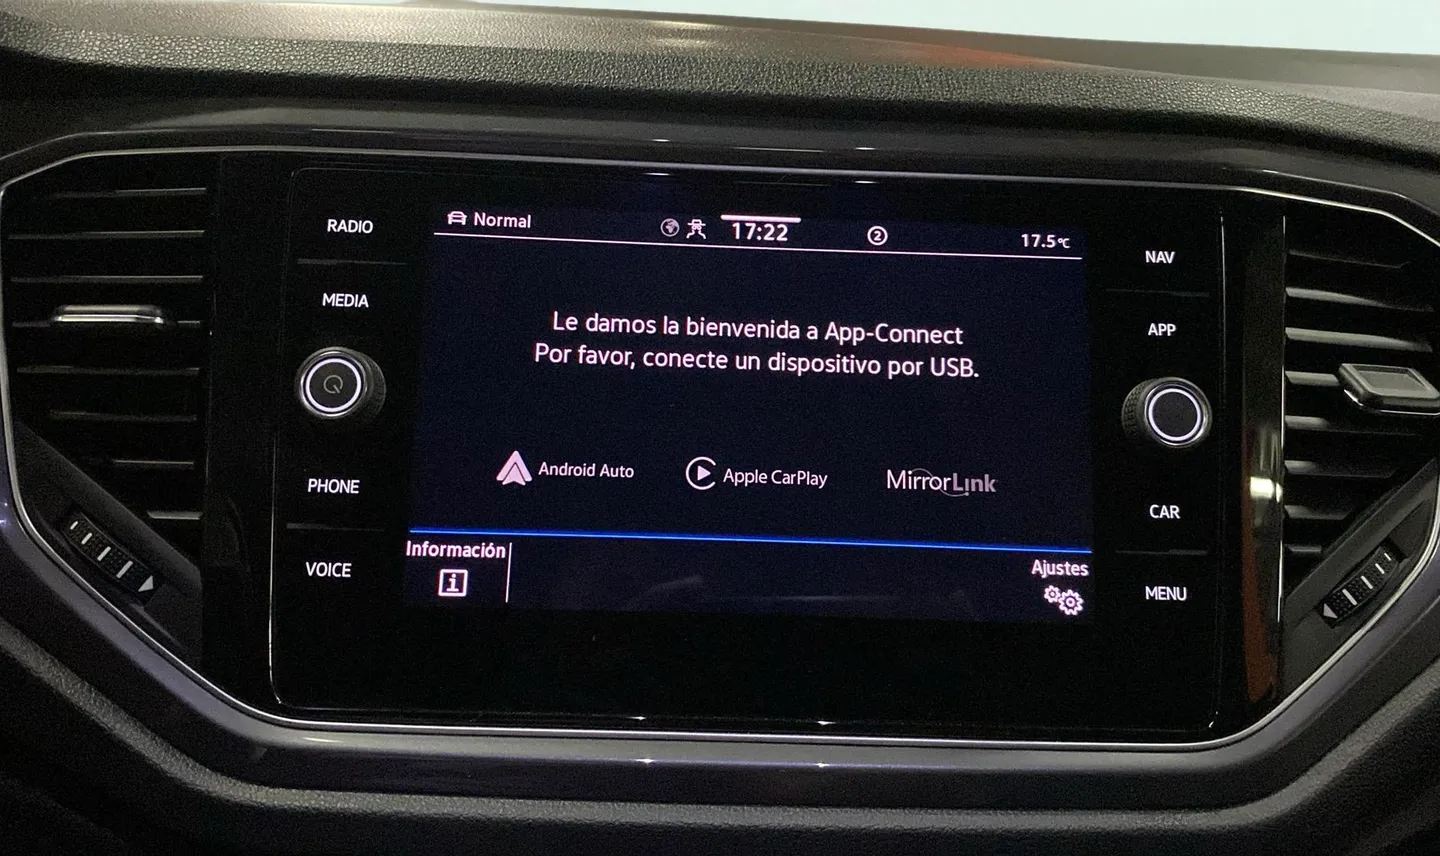 RADIO
MEDIA
PHONE
VOICE
Normal
17:22
2
17.5°C
Le damos la bienvenida a App-Connect
Por favor, conecte un dispositivo por USB.
Android Auto
Apple CarPlay
MirrorLink
Información
i
Ajustes
NAV
APP
CAR
MENU